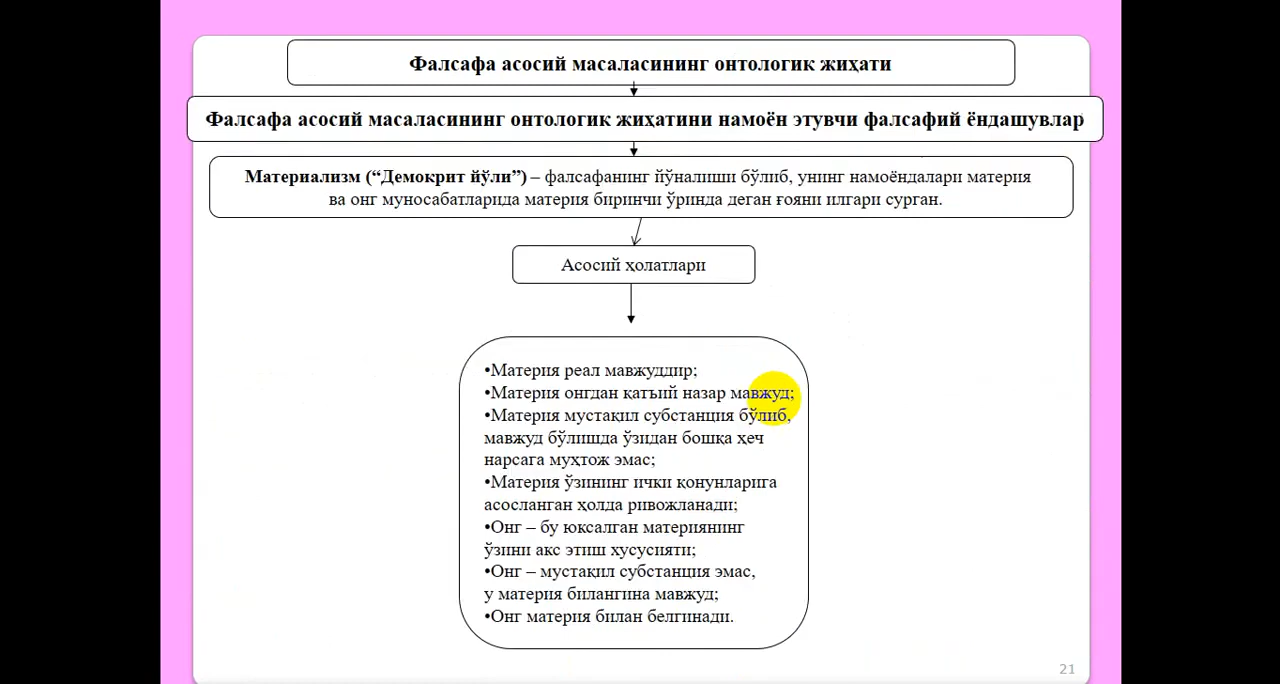 Фалсафа асосий масаласининг онтологик жиҳати
Фалсафа асосий масаласининг онтологик жиҳатини намоён этувчи фалсафий ёндашувлар
Материализм (“Демокрит йўли”) – фалсафанинг йўналиши бўлиб, унинг намоёндалари материя
ва онг муносабатларида материя биринчи ўринда деган ғояни илгари сурган.
Асосий ҳолатлари
•Материя реал мавжуддир;
•Материя онгдан қатъий назар мавжуд;
•Материя мустақил субстанция бўлиб,
мавжуд бўлишда ўзидан бошқа ҳеч
нарсага муҳтож эмас;
•Материя ўзининг ички қонунларига
асосланган ҳолда ривожланади;
•Онг – бу юксалган материянинг
ўзини акс этиш хусусияти;
•Онг – мустақил субстанция эмас,
у материя билангина мавжуд;
•Онг материя билан белгинади.
21